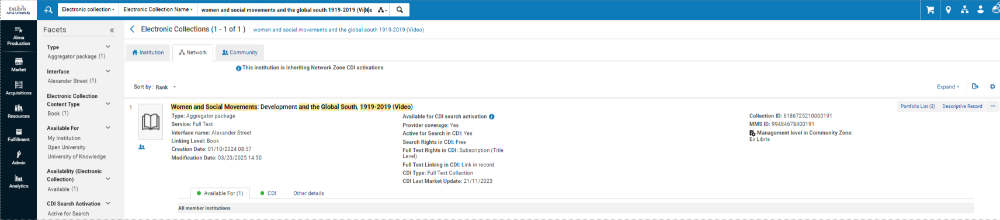 ExLibris
Alma University
Electronic collection
Electronic Collection Name
women and social movements and the global south 1919-2019
Alma
Production
Market
Acquisitions
Resources
Fulfillment
Admin
Analytics
Facets
Type
Aggregator package (1)
Interface
Alexander Street (1)
Electronic Collection
Content Type
Book (1)
Available For
My Institution
Open University
University of Knowledge
Availability (Electronic
Collection)
Available (1)
CDI Search Activation
Active for Search
Electronic Collections (1 - 1 of 1 )
women and social movements and the global south 1919-2019 (Video)
Institution
Network
Community
This institution is inheriting Network Zone CDI activations
Sort by : Rank
Expand
1
Women and Social Movements: Development and the Global South, 1919-2019 (Video)
Portfolio List (2)
Descriptive Record
Type: Aggregator package
Service: Full Text
Interface name: Alexander Street
Linking Level: Book
Creation Date: 01/10/2024 08:57
Modification Date: 03/20/2025 14:50
Available for CDI search activation
Provider coverage: Yes
Active for Search in CDI: Yes
Search Rights in CDI: Free
Full Text Rights in CDI: Subscription (Title
Level)
Full Text Linking in CDI: Link in record
CDI Type: Full Text Collection
CDI Last Market Update: 21/11/2023
Collection ID: 6186725210000191
MMS ID: 99484678400191
Management level in Community Zone:
Ex Libris
Available For (1)
CDI
Other details
All member institutions